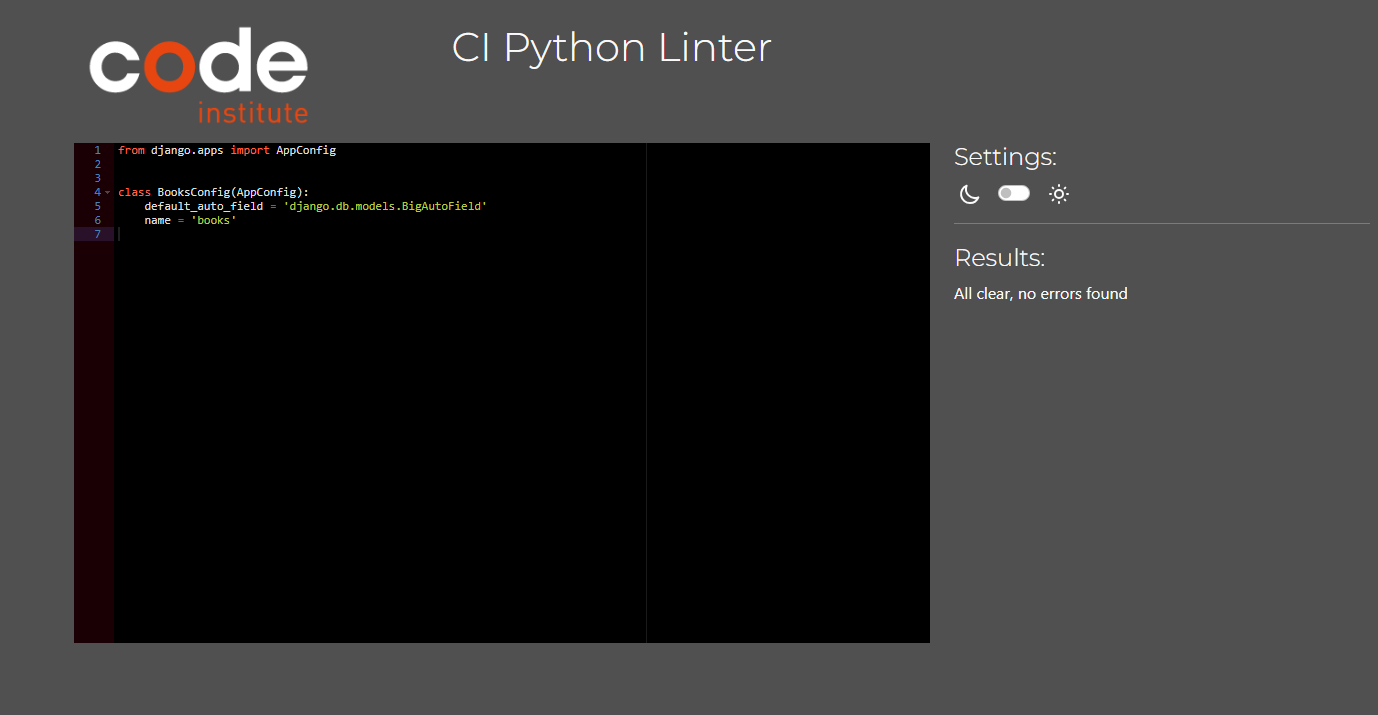 code
institute
CI Python Linter
1 from django.apps import AppConfig
2
3
4 class BooksConfig(AppConfig):
5     default_auto_field = 'django.db.models.BigAutoField'
6     name = 'books'
7
Settings:
Results:
All clear, no errors found